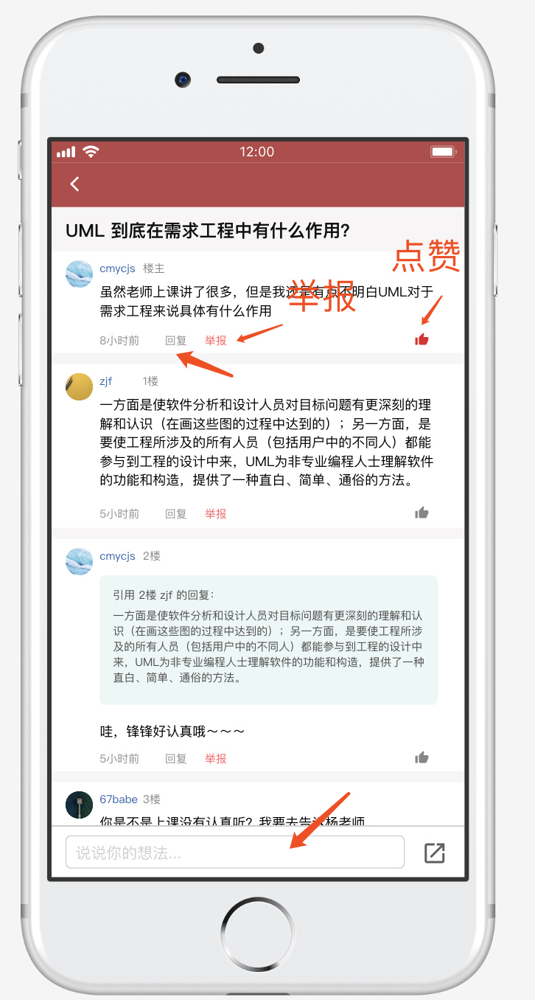 12:00
UML 到底在需求工程中有什么作用?
点赞
cmycjs 楼主
虽然老师上课讲了很多，但是我还是有点不明白UML对于
举报
需求工程来说具体有什么作用
8小时前 回复 举报
zjf 1楼
一方面是使软件分析和设计人员对目标问题有更深刻的理
解和认识（在画这些图的过程中达到的）；另一方面，是
要使工程所涉及的所有人员（包括用户中的不同人）都能
参与到工程的设计中来，UML为非专业编程人士理解软件
的功能和构造，提供了一种直白、简单、通俗的方法。
5小时前 回复 举报
cmycjs 2楼
引用 2楼 zjf 的回复：
一方面是使软件分析和设计人员对目标问题有更深刻的理解和认
识（在画这些图的过程中达到的）；另一方面，是要使工程所涉
及的所有人员（包括用户中的不同人）都能参与到工程的设计中
来，UML为非专业编程人士理解软件的功能和构造，提供了一种
直白、简单、通俗的方法。
哇，锋锋好认真哦～～～
5小时前 回复 举报
67babe 3楼
你是不是上课没有认真听？我要去告诉杨老师
说说你的想法...